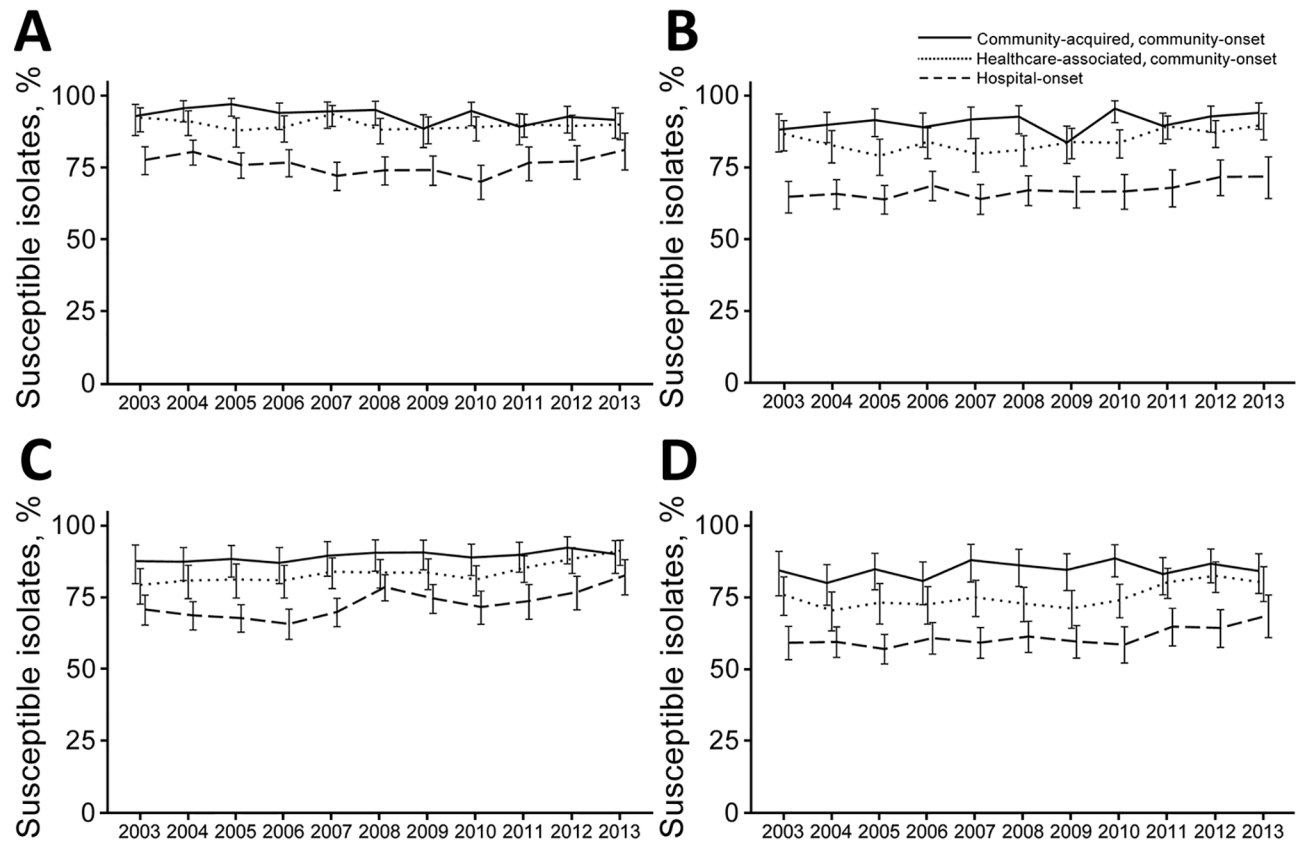 A
Susceptible isolates, %
100
75
50
25
0
2003 2004 2005 2006 2007 2008 2009 2010 2011 2012 2013
B
Community-acquired, community-onset
Healthcare-associated, community-onset
Hospital-onset
Susceptible isolates, %
100
75
50
25
0
2003 2004 2005 2006 2007 2008 2009 2010 2011 2012 2013
C
Susceptible isolates, %
100
75
50
25
0
2003 2004 2005 2006 2007 2008 2009 2010 2011 2012 2013
D
Susceptible isolates, %
100
75
50
25
0
2003 2004 2005 2006 2007 2008 2009 2010 2011 2012 2013